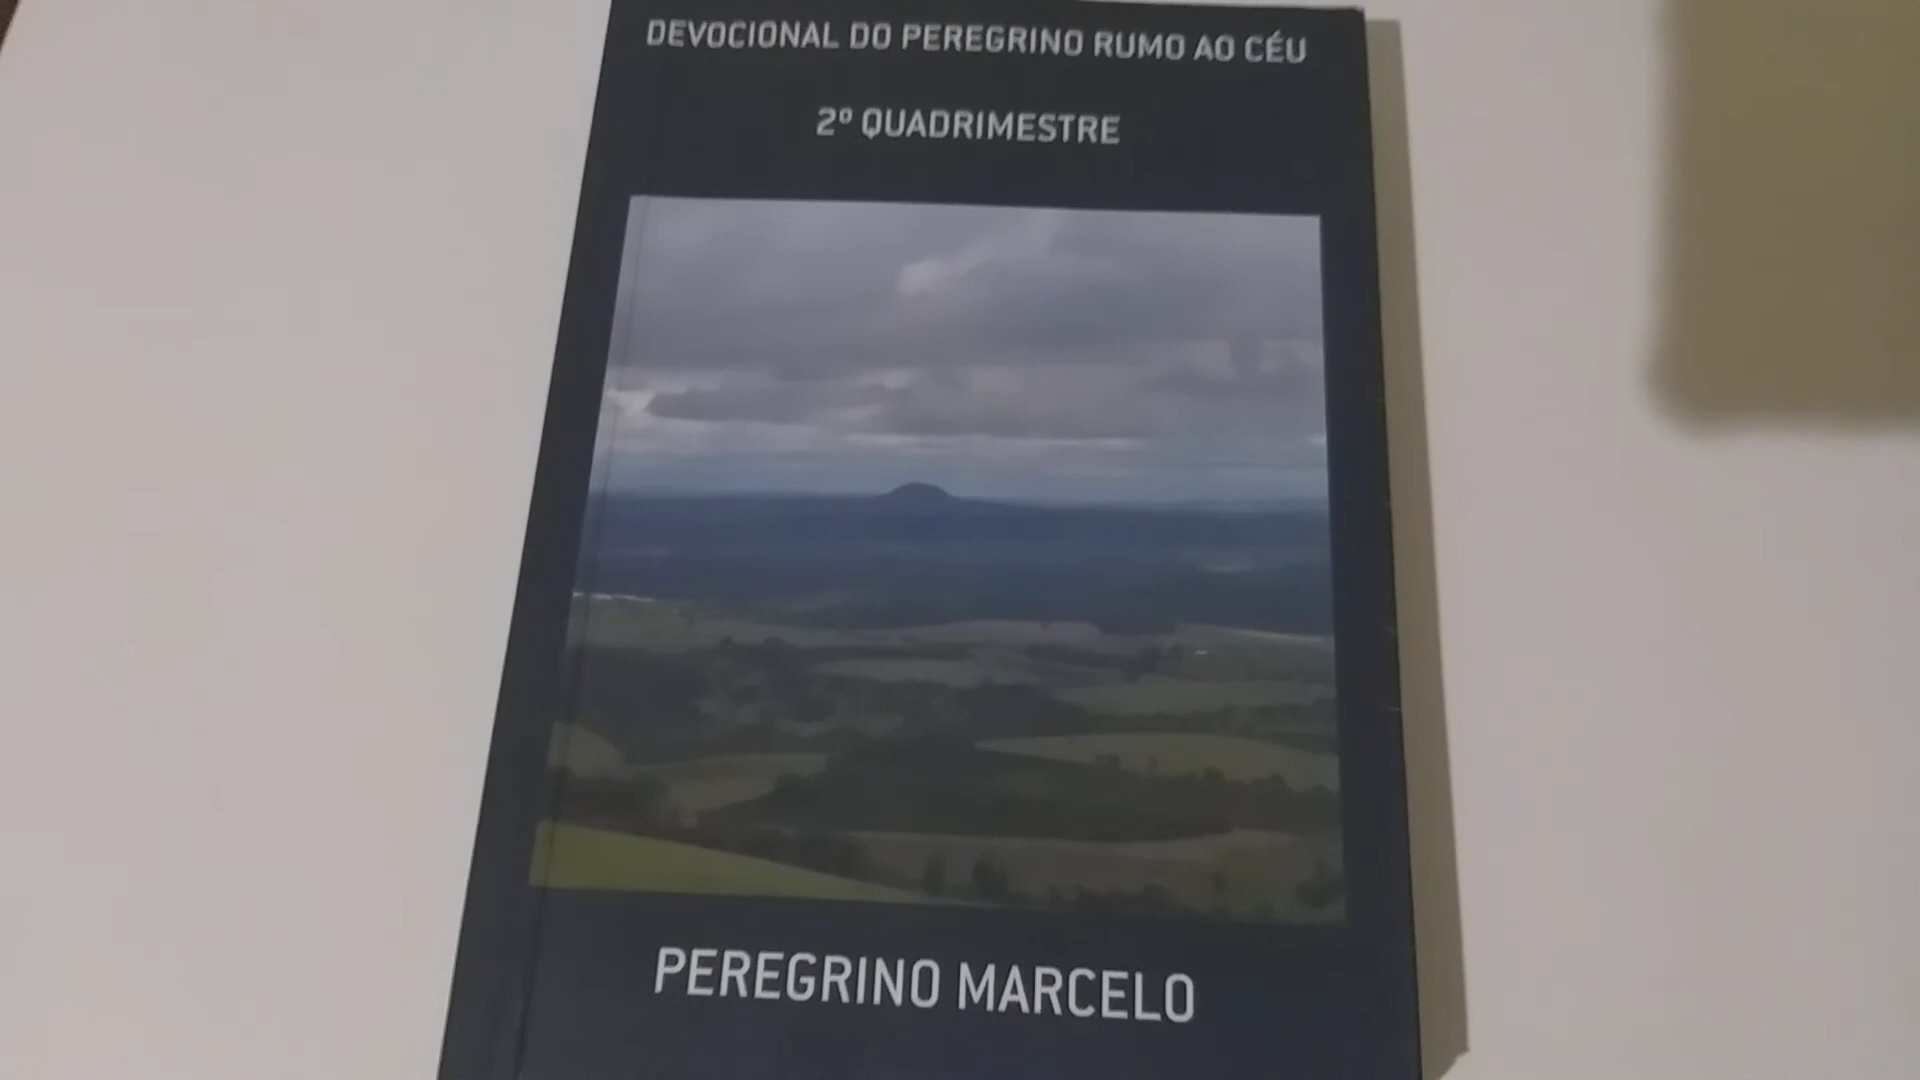 DEVOCIONAL DO PEREGRINO RUMO AO CÉU
2º QUADRIMESTRE
PEREGRINO MARCELO